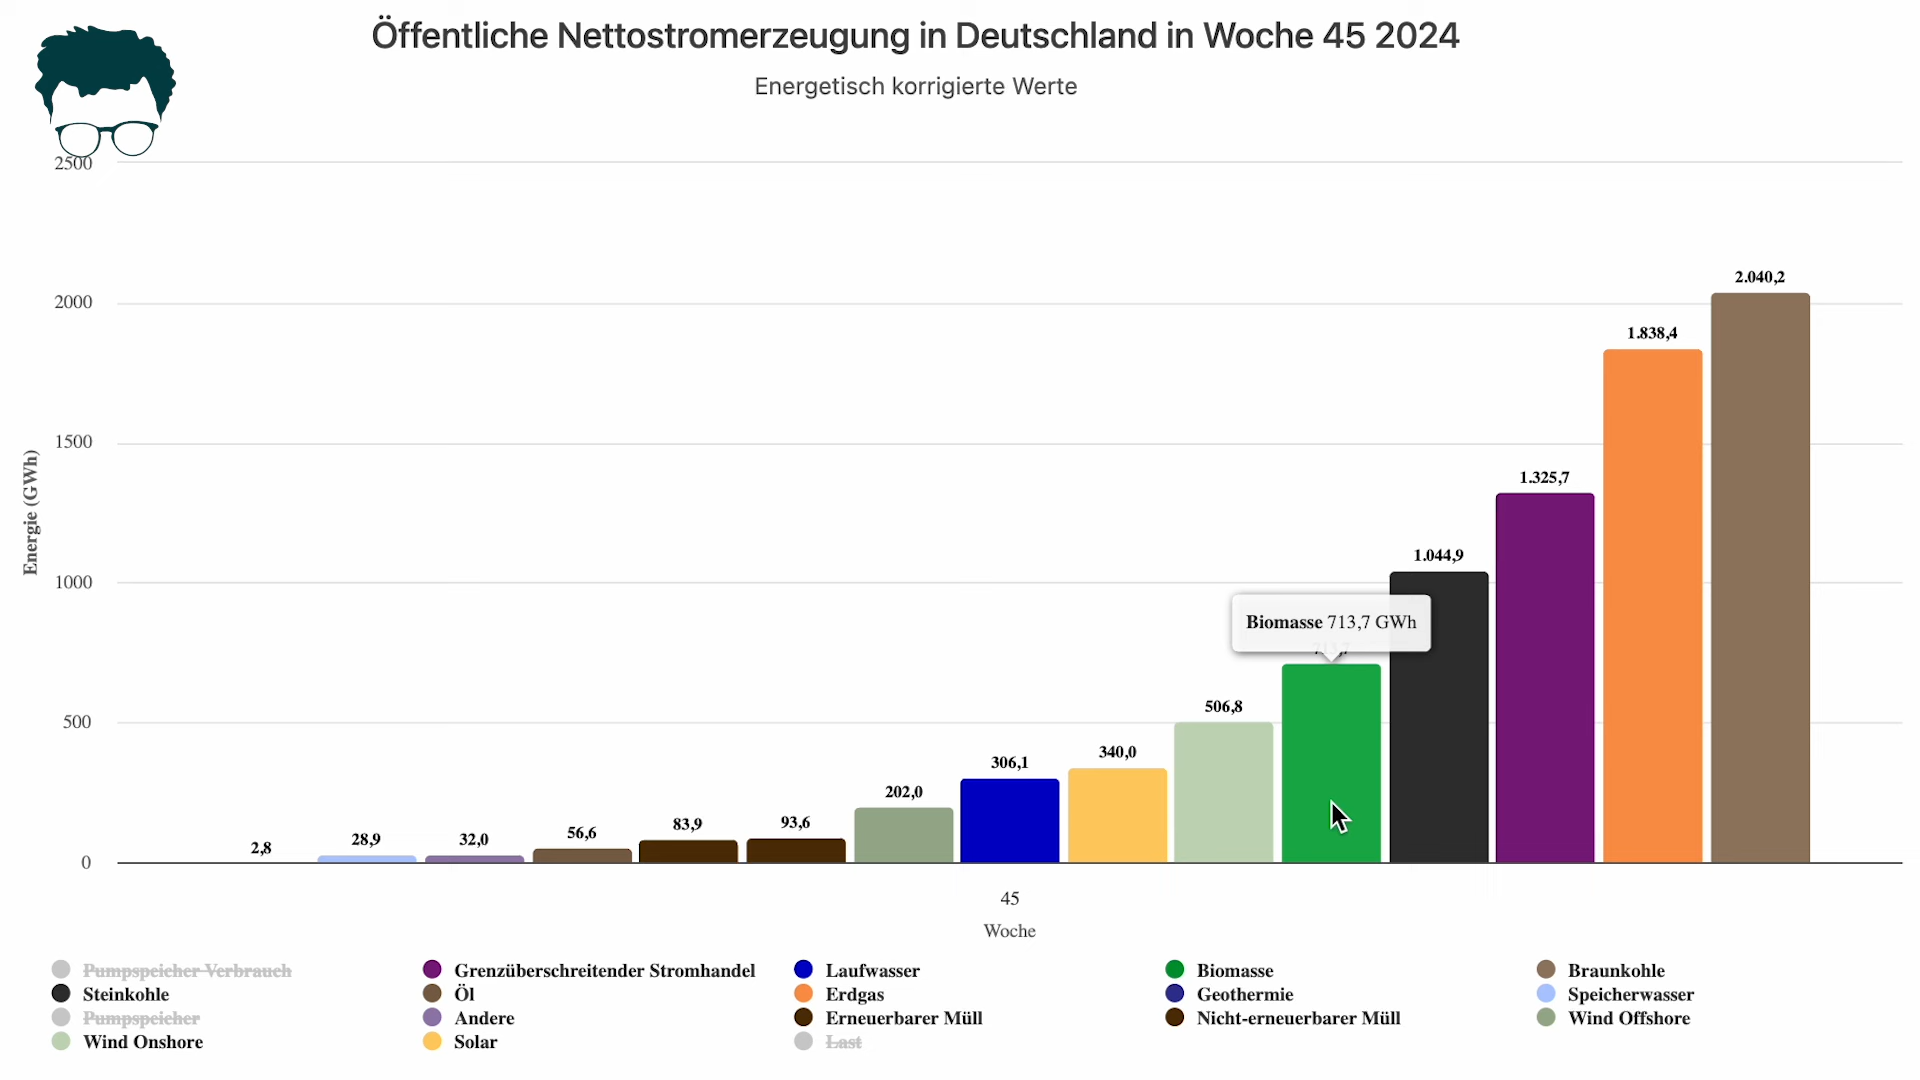 Öffentliche Nettostromerzeugung in Deutschland in Woche 45 2024
Energetisch korrigierte Werte
2500
2000
1500
1000
500
0
Energie (GWh)
2,8
28,9
32,0
56,6
83,9
93,6
202,0
306,1
340,0
506,8
Biomasse 713,7 GWh
1.044,9
1.325,7
1.838,4
2.040,2
45
Woche
Pumpspeicher Verbrauch
Grenzüberschreitender Stromhandel
Laufwasser
Biomasse
Braunkohle
Steinkohle
Öl
Erdgas
Geothermie
Speicherwasser
Pumpspeicher
Andere
Erneuerbarer Müll
Nicht-erneuerbarer Müll
Wind Offshore
Wind Onshore
Solar
Last